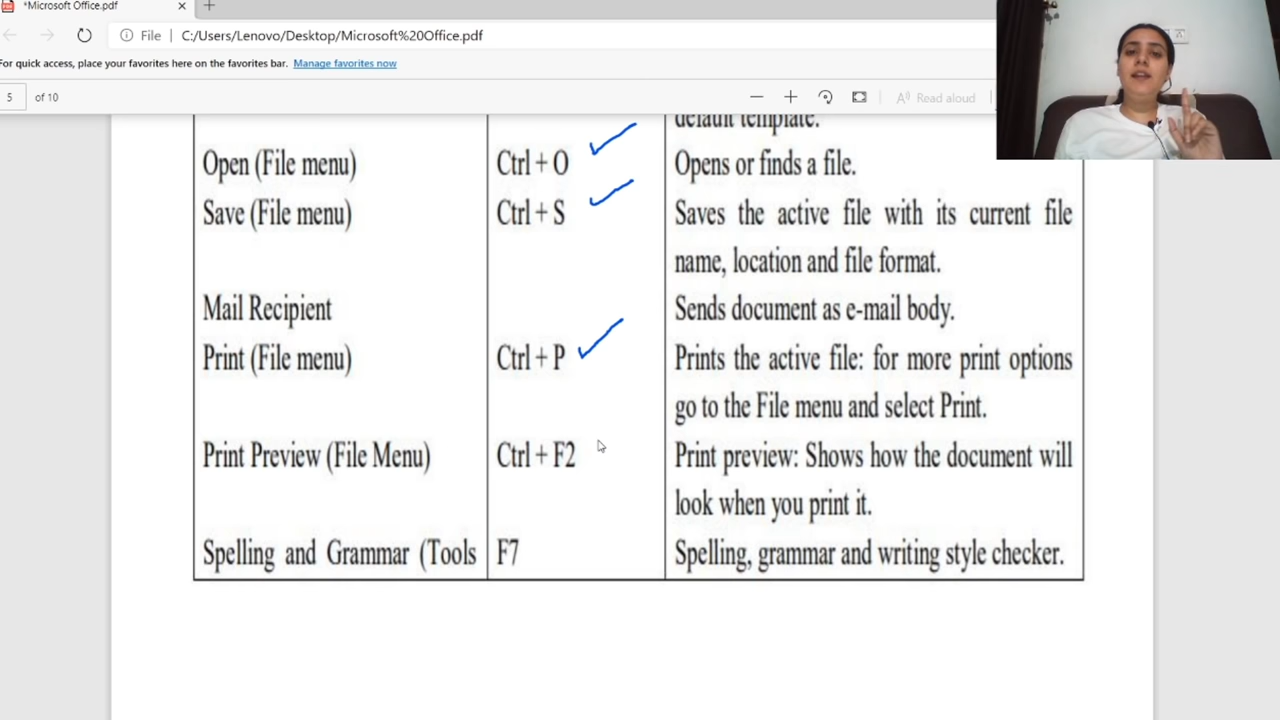 *Microsoft Office.pdf
File | C:/Users/Lenovo/Desktop/Microsoft%20Office.pdf
For quick access, place your favorites here on the favorites bar. Manage favorites now
5 of 10
Read aloud
default template.
Open (File menu) Ctrl + O Opens or finds a file.
Save (File menu) Ctrl + S Saves the active file with its current file
name, location and file format.
Mail Recipient Sends document as e-mail body.
Print (File menu) Ctrl + P Prints the active file: for more print options
go to the File menu and select Print.
Print Preview (File Menu) Ctrl + F2 Print preview: Shows how the document will
look when you print it.
Spelling and Grammar (Tools F7 Spelling, grammar and writing style checker.